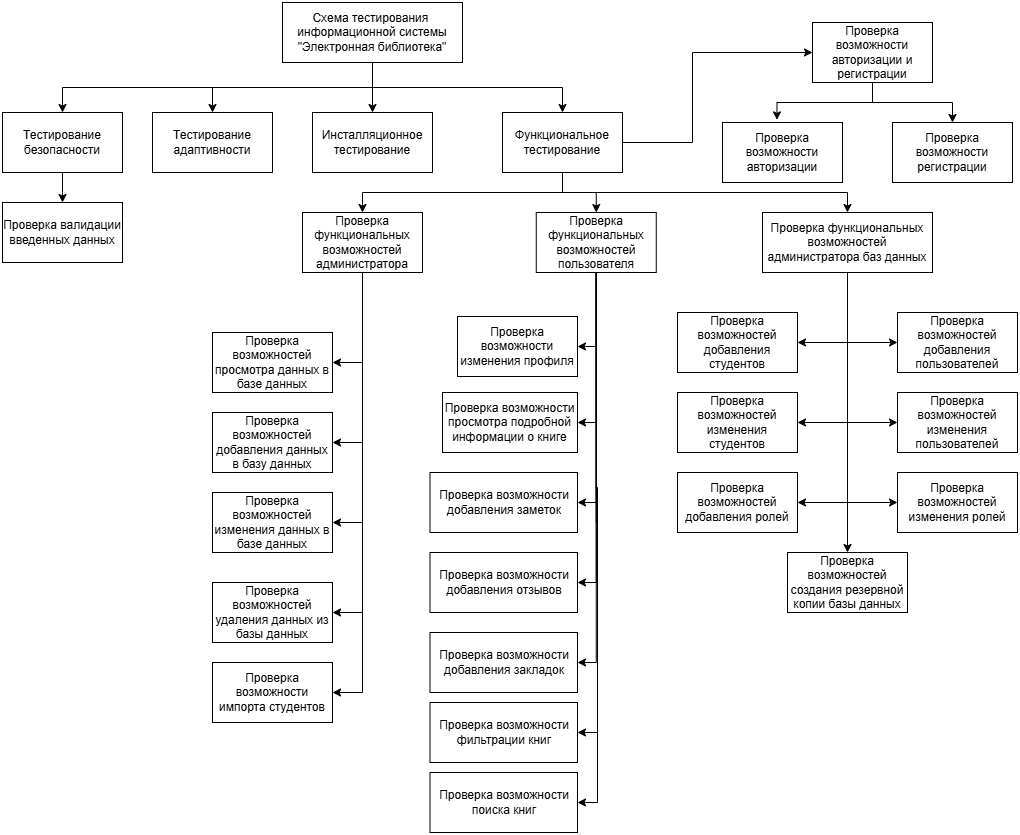 Схема тестирования
информационной системы
"Электронная библиотека"
Проверка
возможности
авторизации и
регистрации
Тестирование
безопасности
Тестирование
адаптивности
Инсталляционное
тестирование
Функциональное
тестирование
Проверка
возможности
авторизации
Проверка
возможности
регистрации
Проверка валидации
введенных данных
Проверка
функциональных
возможностей
администратора
Проверка
функциональных
возможностей
пользователя
Проверка функциональных
возможностей
администратора баз данных
Проверка
возможностей
просмотра данных в
базе данных
Проверка
возможностей
добавления данных
в базу данных
Проверка
возможностей
изменения данных в
базе данных
Проверка
возможностей
удаления данных из
базы данных
Проверка
возможности
импорта студентов
Проверка
возможности
изменения профиля
Проверка возможности
просмотра подробной
информации о книге
Проверка возможности
добавления заметок
Проверка возможности
добавления отзывов
Проверка возможности
добавления закладок
Проверка возможности
фильтрации книг
Проверка возможности
поиска книг
Проверка
возможностей
добавления
студентов
Проверка
возможностей
добавления
пользователей
Проверка
возможностей
изменения
студентов
Проверка
возможностей
изменения
пользователей
Проверка
возможностей
добавления ролей
Проверка
возможностей
изменения ролей
Проверка
возможностей
создания резервной
копии базы данных